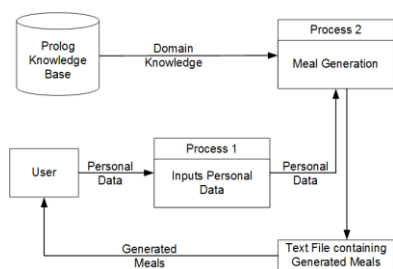 Prolog
Knowledge
Base
Domain
Knowledge
Process 2
Meal Generation
User
Personal
Data
Process 1
Inputs Personal
Data
Personal
Data
Generated
Meals
Text File containing
Generated Meals